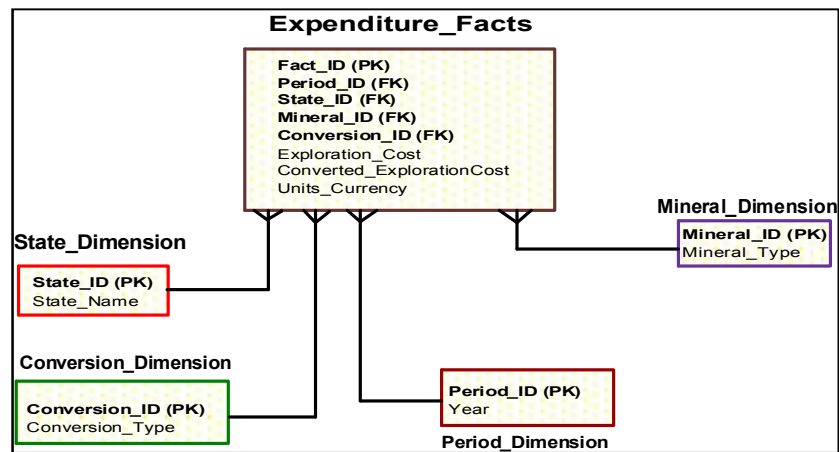 Expenditure_Facts
Fact_ID (PK)
Period_ID (FK)
State_ID (FK)
Mineral_ID (FK)
Conversion_ID (FK)
Exploration_Cost
Converted_ExplorationCost
Units_Currency
Mineral_Dimension
Mineral_ID (PK)
Mineral_Type
State_Dimension
State_ID (PK)
State_Name
Conversion_Dimension
Conversion_ID (PK)
Conversion_Type
Period_ID (PK)
Year
Period_Dimension